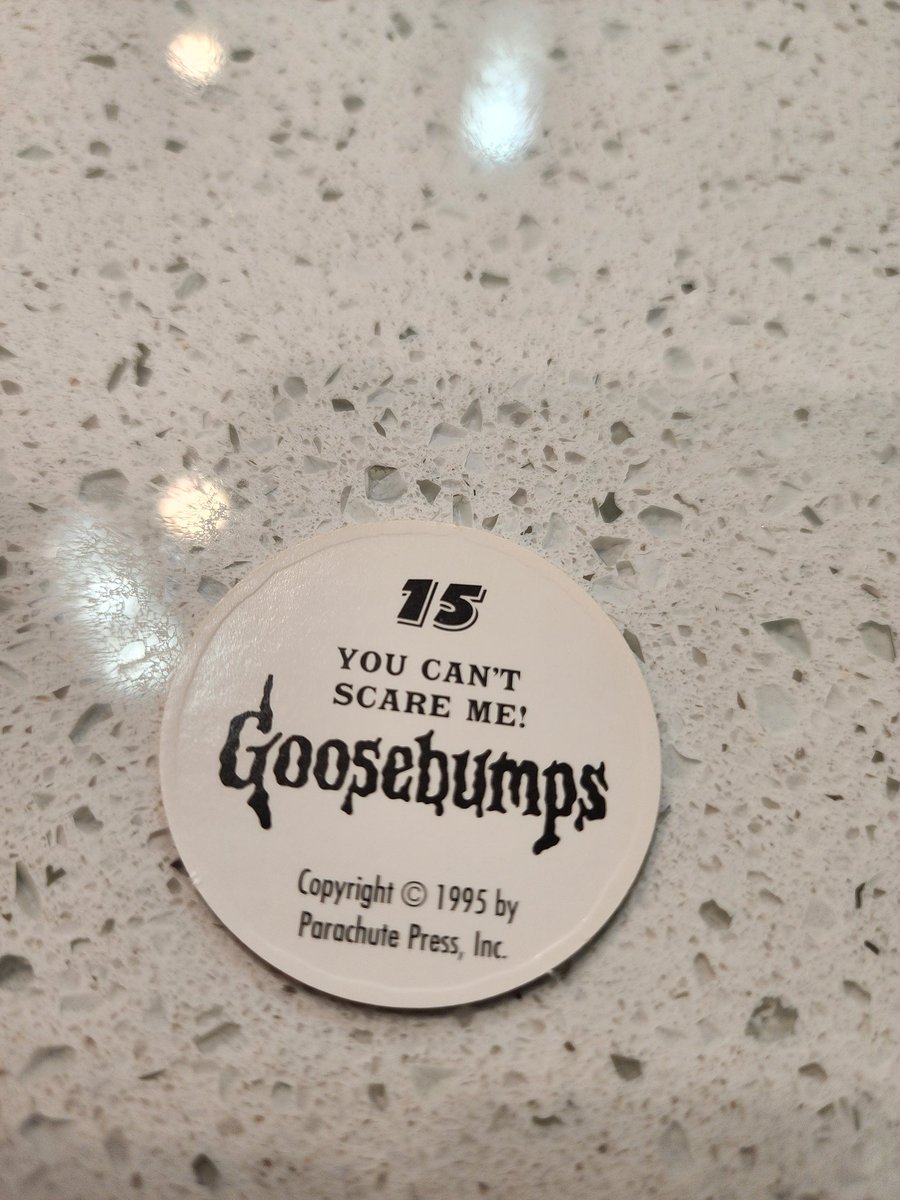 15
YOU CAN'T
SCARE ME!
Goosebumps
Copyright © 1995 by
Parachute Press, Inc.